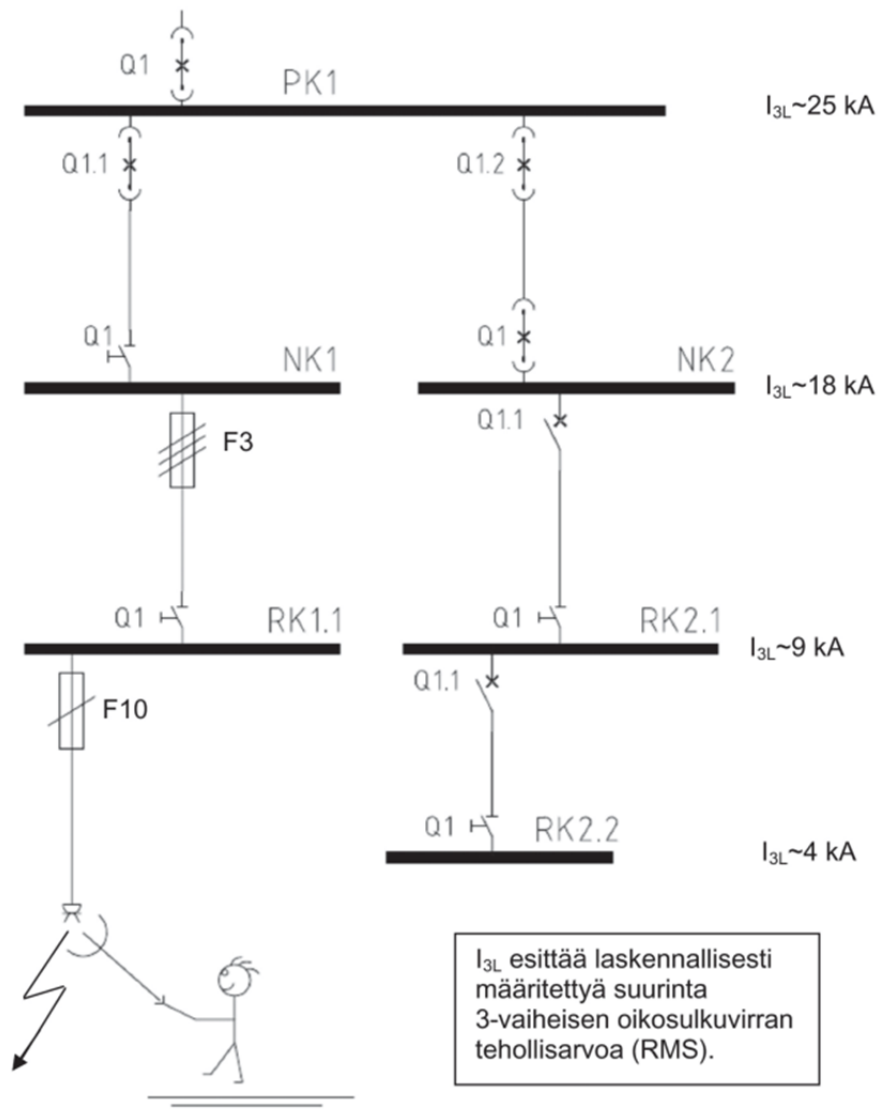 Q1
PK1
I3L~25 kA
Q1.1
Q1.2
Q1
NK1
Q1
NK2
I3L~18 kA
F3
Q1.1
Q1
RK1.1
Q1
RK2.1
I3L~9 kA
F10
Q1.1
Q1
RK2.2
I3L~4 kA
I3L esittää laskennallisesti
määritettyä suurinta
3-vaiheisen oikosulkuvirran
tehollisarvoa (RMS).